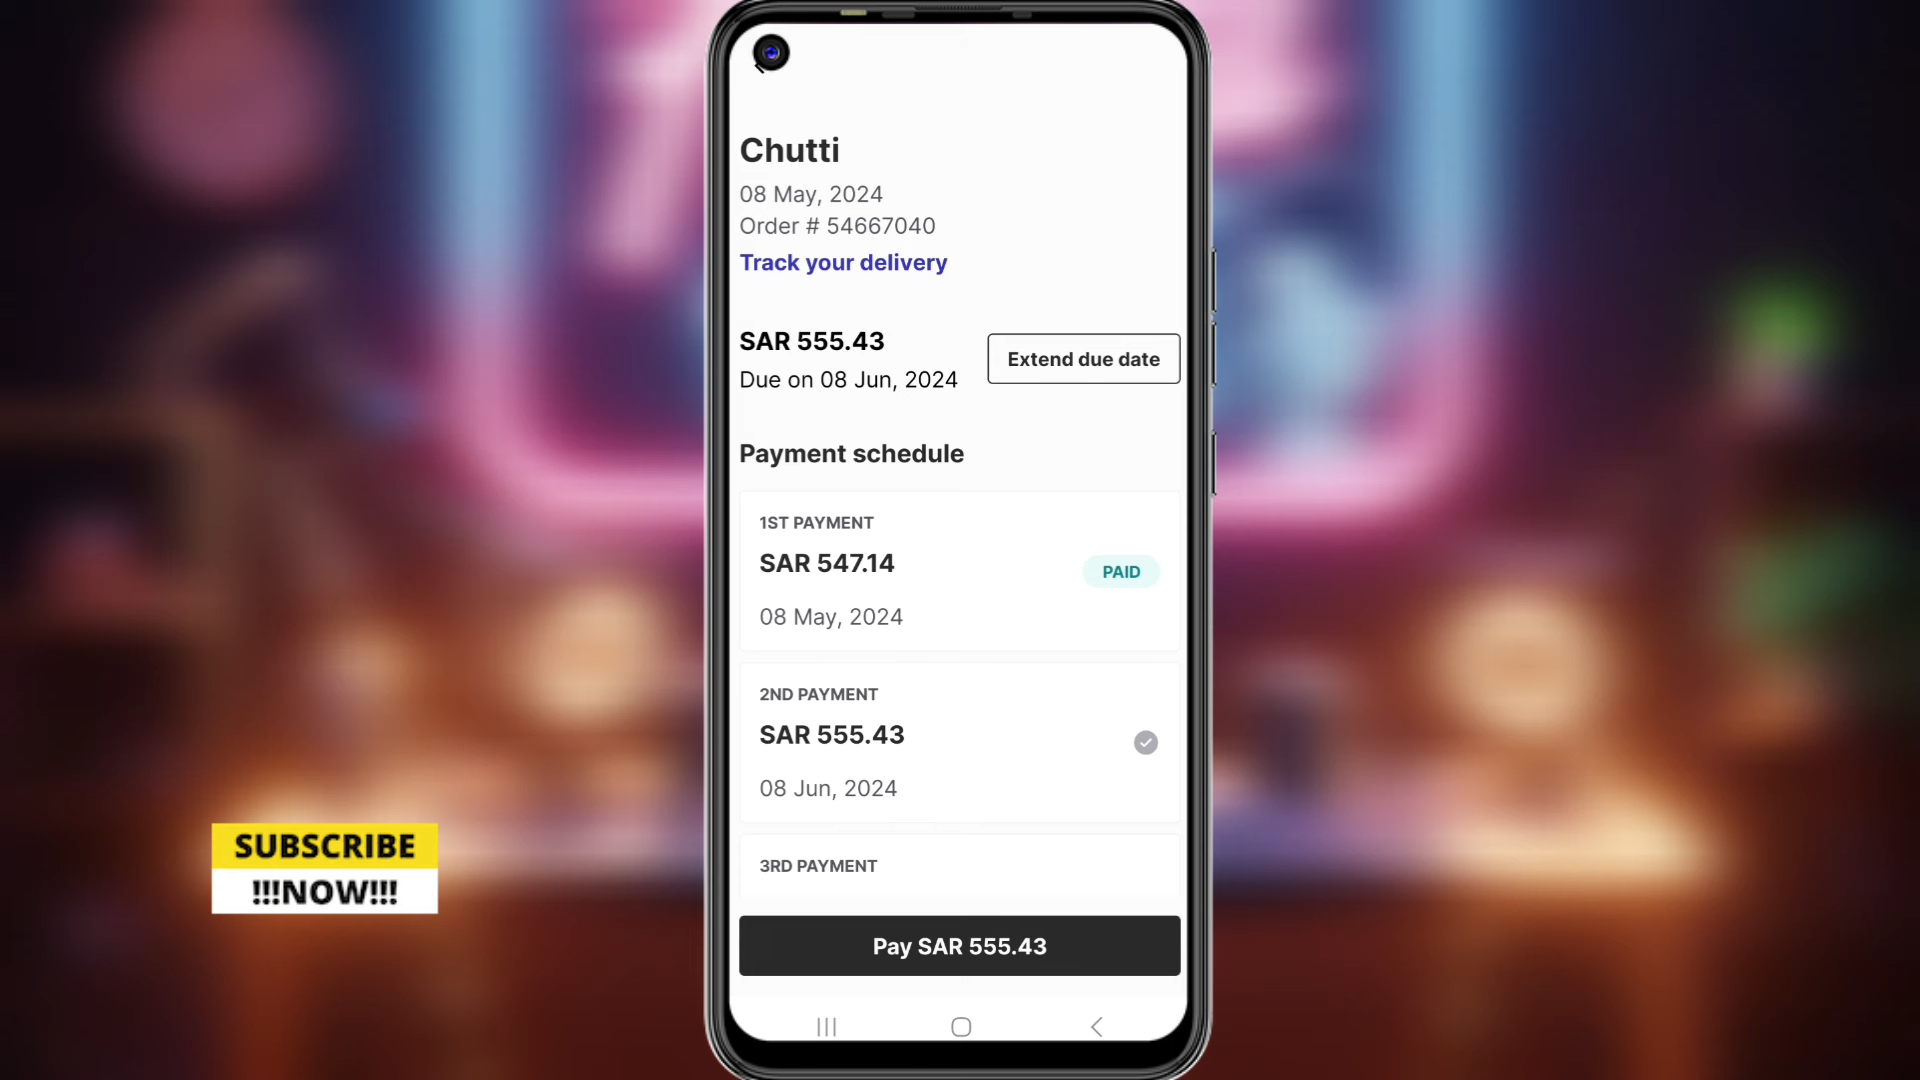 Chutti
08 May, 2024
Order # 54667040
Track your delivery
SAR 555.43
Due on 08 Jun, 2024
Extend due date
Payment schedule
1ST PAYMENT
SAR 547.14
PAID
08 May, 2024
2ND PAYMENT
SAR 555.43
08 Jun, 2024
3RD PAYMENT
Pay SAR 555.43
SUBSCRIBE
!!!NOW!!!